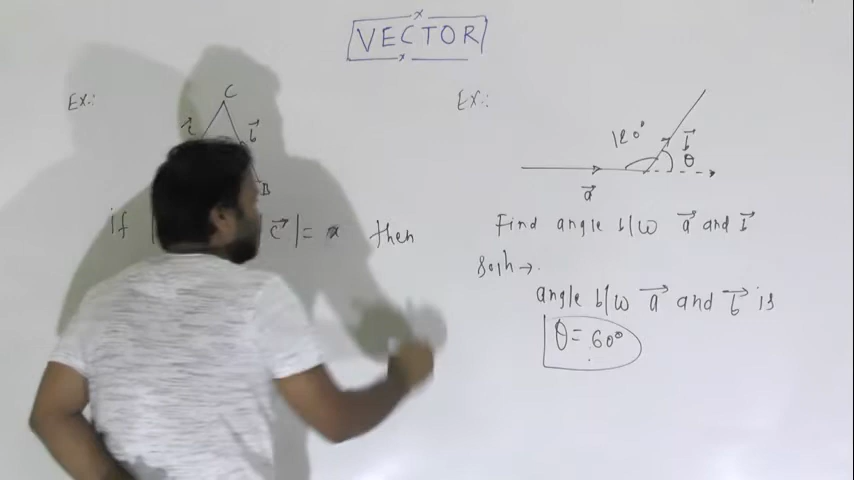 VECTOR
Ex.:
C
B
if | c⃗ | = x then
Ex.:
120°
b⃗
θ
a⃗
Find angle b/w a⃗ and b⃗
Soln →.
angle b/w a⃗ and b⃗ is
θ = 60°